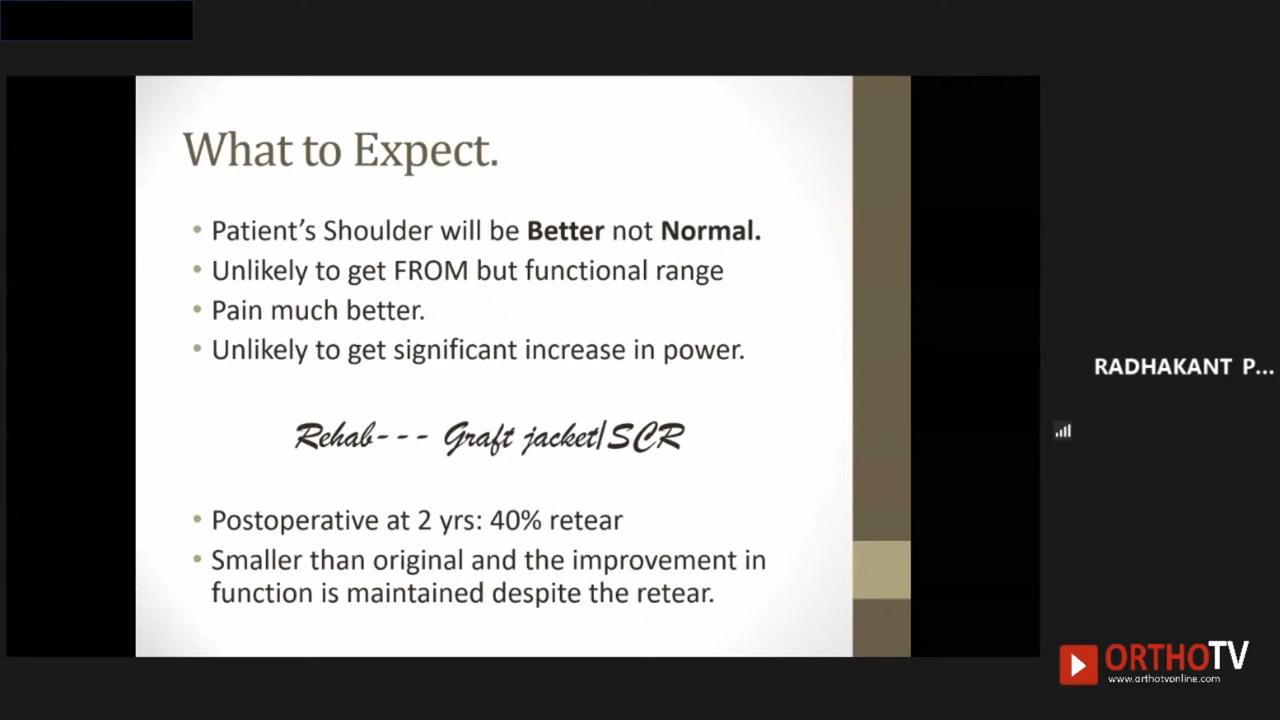 What to Expect.
• Patient's Shoulder will be Better not Normal.
• Unlikely to get FROM but functional range
• Pain much better.
• Unlikely to get significant increase in power.
Rehab--- Graft jacket/SCR
• Postoperative at 2 yrs: 40% retear
• Smaller than original and the improvement in
function is maintained despite the retear.
RADHAKANT P...
ORTHOTV
www.orthotvonline.com